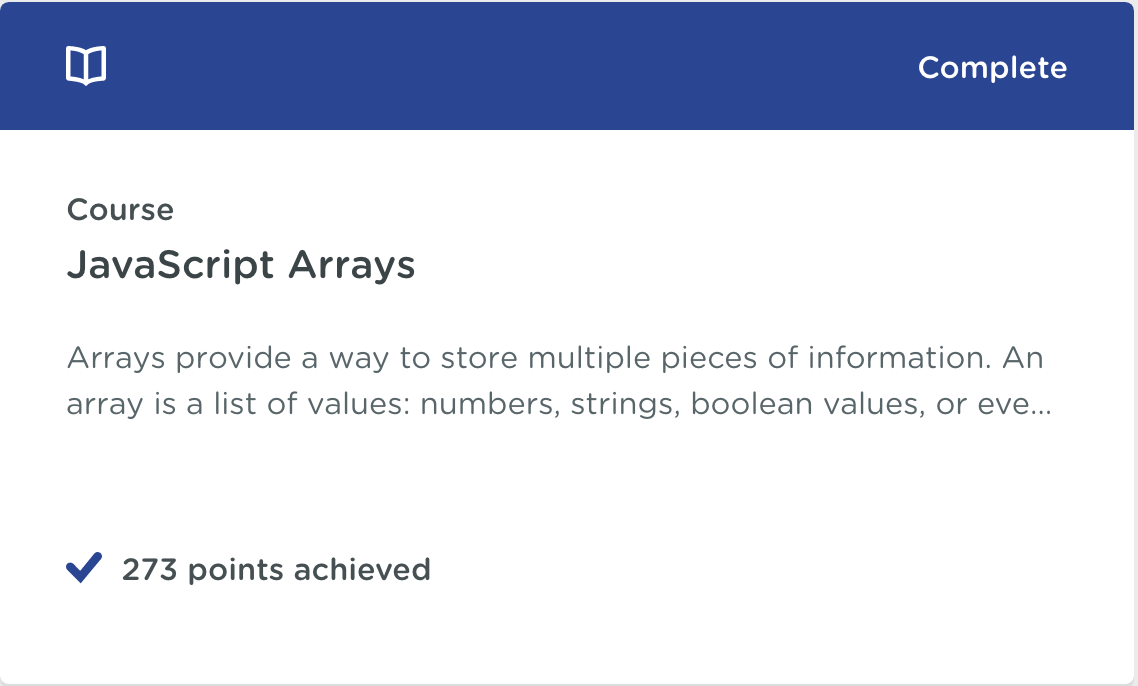 Complete
Course
JavaScript Arrays
Arrays provide a way to store multiple pieces of information. An
array is a list of values: numbers, strings, boolean values, or eve...
273 points achieved